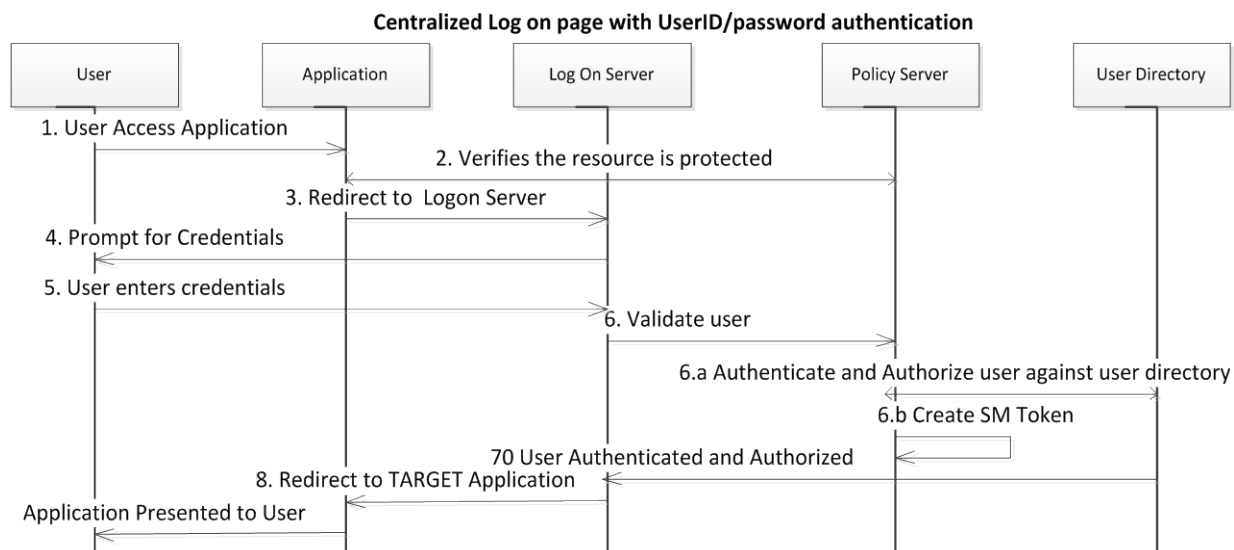 Centralized Log on page with UserID/password authentication
User
Application
Log On Server
Policy Server
User Directory
1. User Access Application
2. Verifies the resource is protected
3. Redirect to Logon Server
4. Prompt for Credentials
5. User enters credentials
6. Validate user
6.a Authenticate and Authorize user against user directory
6.b Create SM Token
70 User Authenticated and Authorized
8. Redirect to TARGET Application
Application Presented to User